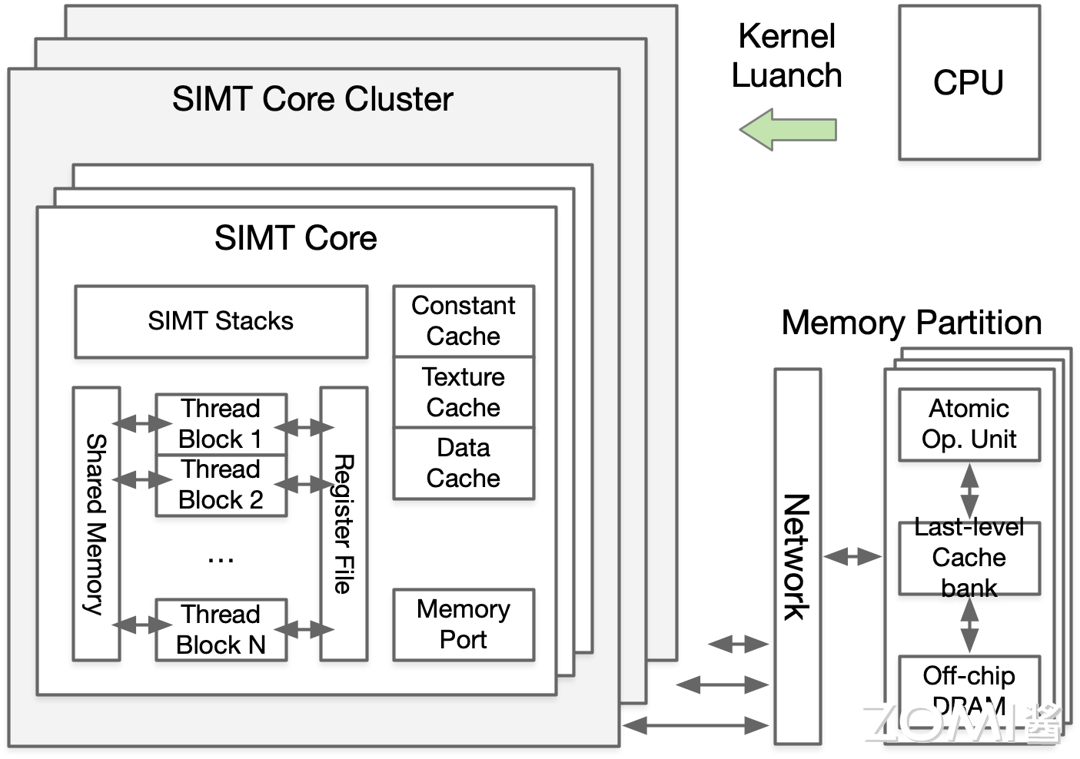 Kernel
Luanch
CPU
SIMT Core Cluster
SIMT Core
SIMT Stacks
Constant
Cache
Texture
Cache
Data
Cache
Shared Memory
Thread
Block 1
Thread
Block 2
...
Thread
Block N
Register File
Memory
Port
Memory Partition
Network
Atomic
Op. Unit
Last-level
Cache
bank
Off-chip
DRAM
ZOMI酱